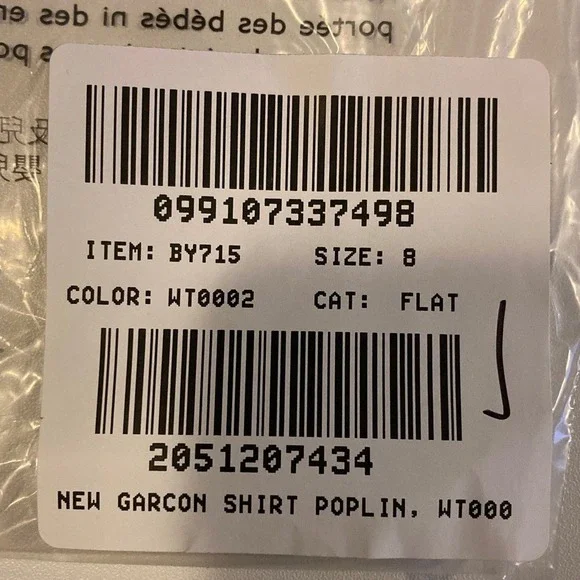 portée des bébés ni des en
099107337498
ITEM: BY715 SIZE: 8
COLOR: WT0002 CAT: FLAT
2051207434
NEW GARCON SHIRT POPLIN, WT000